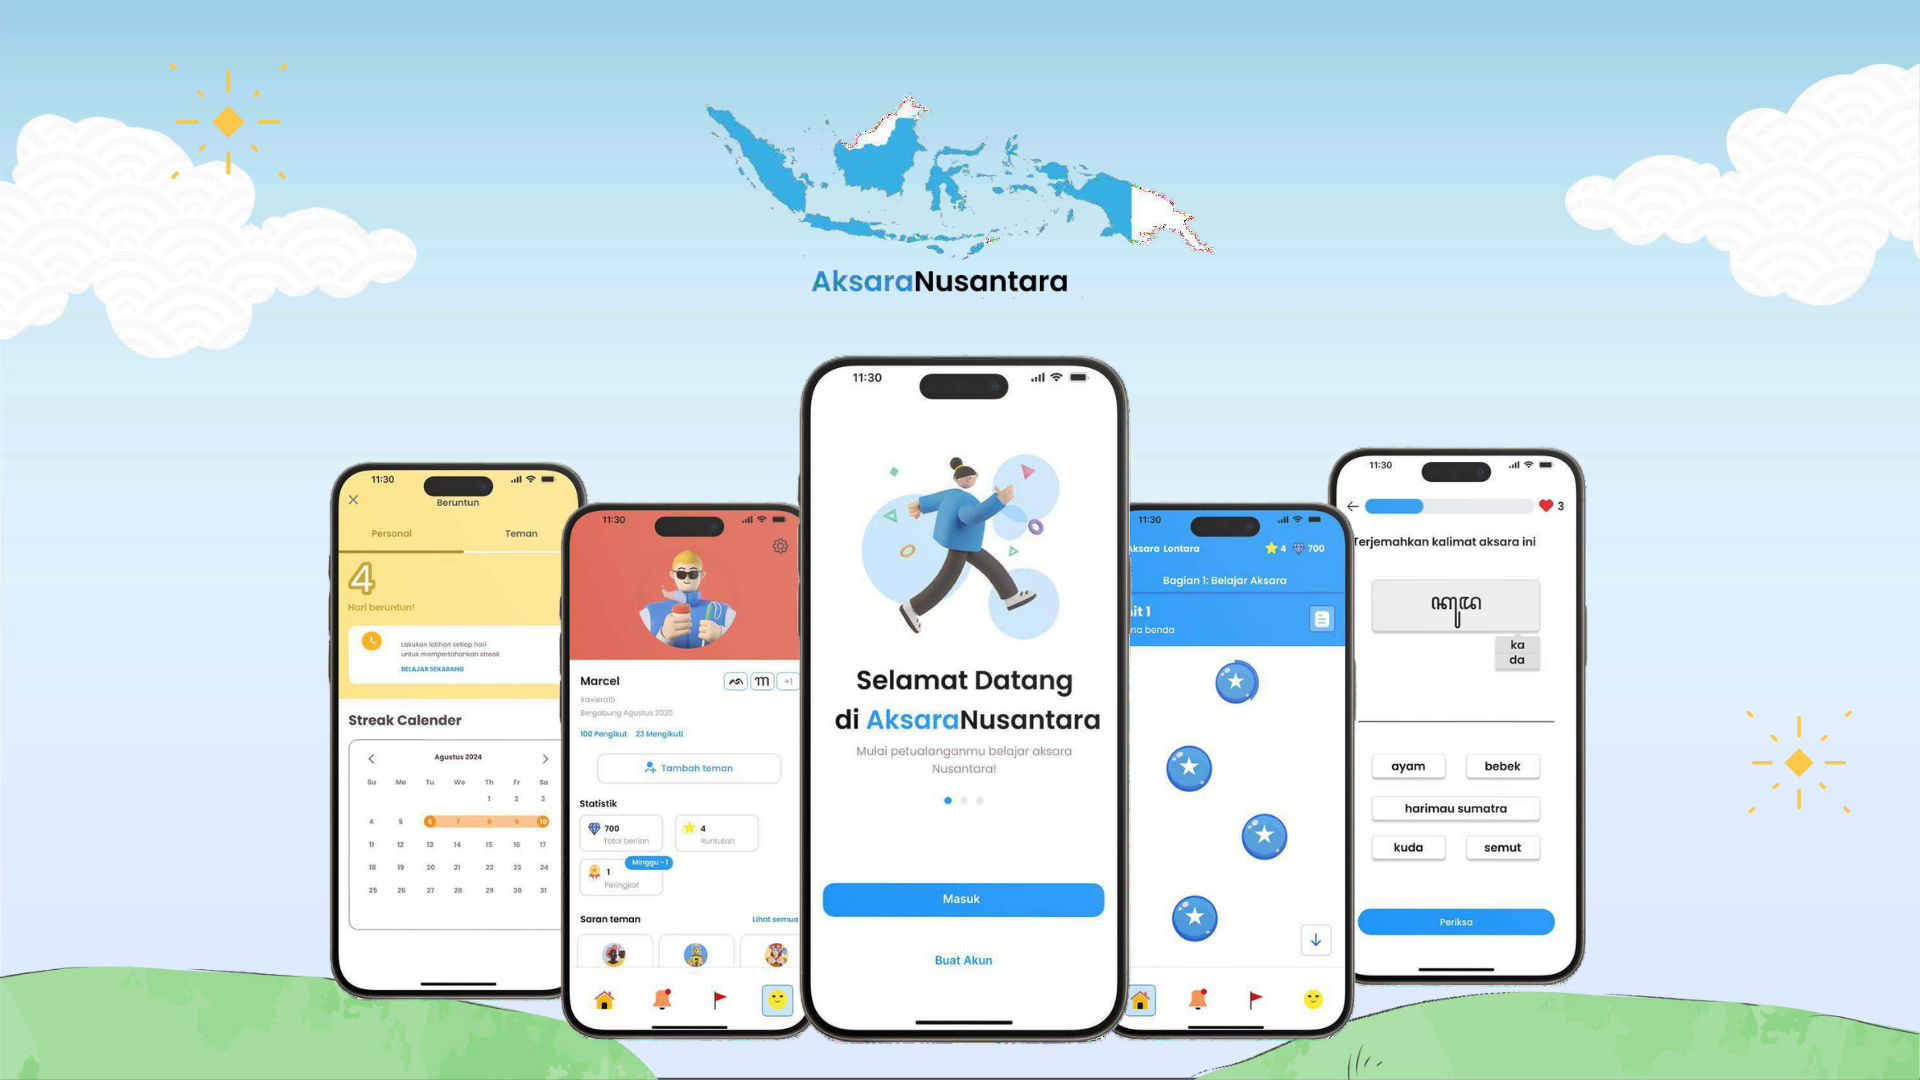 AksaraNusantara
11:30
Beruntun
Personal
Teman
4
Hari beruntun!
Lakukan latihan setiap hari
untuk mempertahankan streak
BELAJAR SEKARANG
Streak Calender
Agustus 2024
Su Mo Tu We Th Fr Sa
1 2 3
4 5 6 7 8 9 10
11 12 13 14 15 16 17
18 19 20 21 22 23 24
25 26 27 28 29 30 31
11:30
Marcel
+1
Xaviera15
Bergabung Agustus 2020
100 Pengikut 23 Mengikuti
Tambah teman
Statistik
700
Total berlian
4
Runtutan
Minggu - 1
1
Peringkat
Saran teman
Lihat semua
11:30
Selamat Datang
di AksaraNusantara
Mulai petualanganmu belajar aksara
Nusantara!
Masuk
Buat Akun
11:30
Aksara Lontara
4
700
Bagian 1: Belajar Aksara
it 1
na benda
11:30
3
Terjemahkan kalimat aksara ini
ka
da
ayam
bebek
harimau sumatra
kuda
semut
Periksa